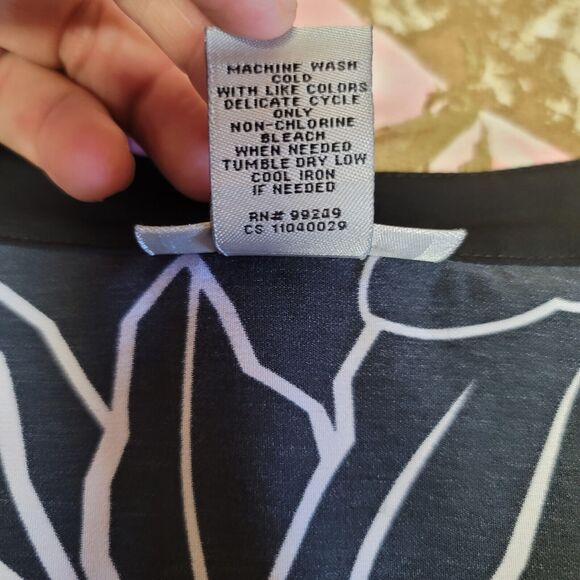 MACHINE WASH
COLD
WITH LIKE COLORS
DELICATE CYCLE
ONLY
NON-CHLORINE
BLEACH
WHEN NEEDED
TUMBLE DRY LOW
COOL IRON
IF NEEDED
RN# 99249
CS 11040029